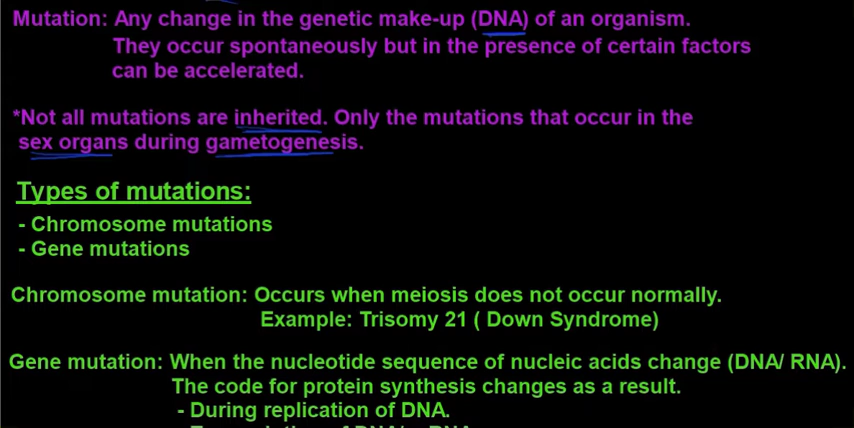 Mutation: Any change in the genetic make-up (DNA) of an organism.
They occur spontaneously but in the presence of certain factors
can be accelerated.
*Not all mutations are inherited. Only the mutations that occur in the
sex organs during gametogenesis.
Types of mutations:
- Chromosome mutations
- Gene mutations
Chromosome mutation: Occurs when meiosis does not occur normally.
Example: Trisomy 21 ( Down Syndrome)
Gene mutation: When the nucleotide sequence of nucleic acids change (DNA/ RNA).
The code for protein synthesis changes as a result.
- During replication of DNA.